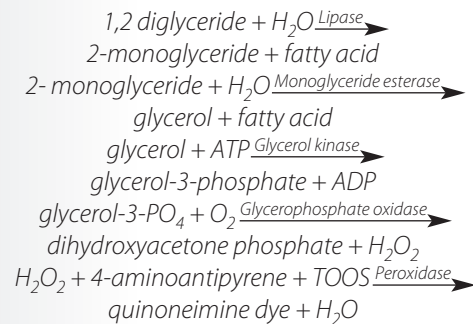 1,2 diglyceride + H₂O Lipase
2-monoglyceride + fatty acid
2- monoglyceride + H₂O Monoglyceride esterase
glycerol + fatty acid
glycerol + ATP Glycerol kinase
glycerol-3-phosphate + ADP
glycerol-3-PO₄ + O₂ Glycerophosphate oxidase
dihydroxyacetone phosphate + H₂O₂
H₂O₂ + 4-aminoantipyrene + TOOS Peroxidase
quinoneimine dye + H₂O